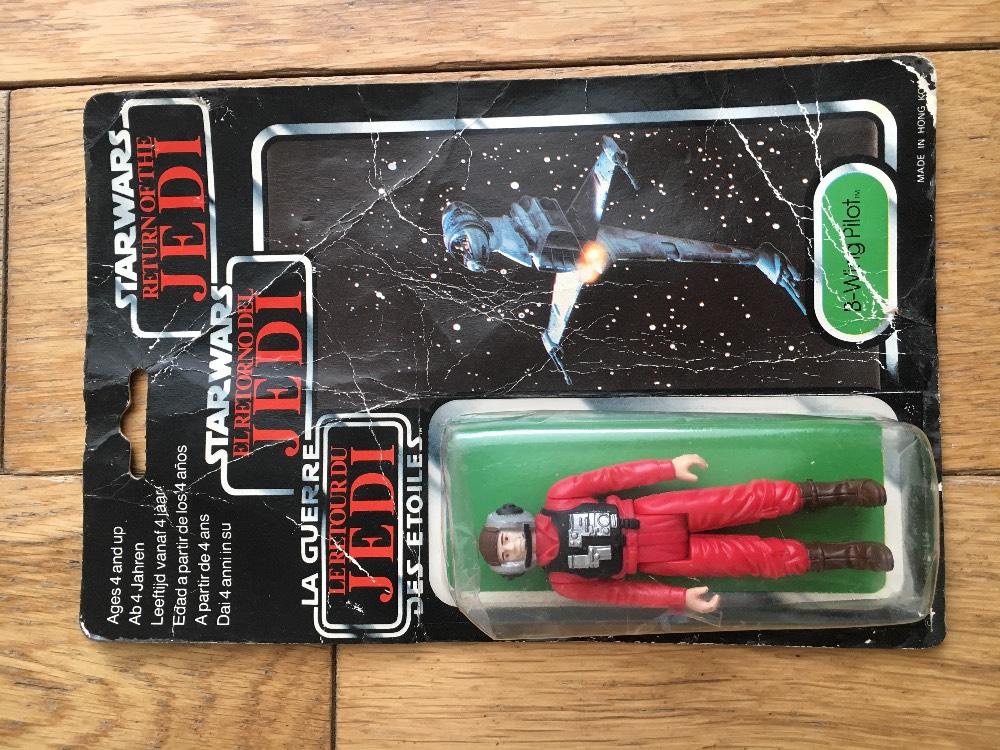 STAR WARS
RETURN OF THE
JEDI
STAR WARS
EL RETORNO DEL
JEDI
LA GUERRE
LE RETOUR DU
JEDI
DES ETOILES
Ages 4 and up
Ab 4 Jahren
Leeftijd vanaf 4 jaar
Edad a partir de los 4 años
A partir de 4 ans
Dai 4 anni in su
B-Wing Pilot™
MADE IN HONG KONG